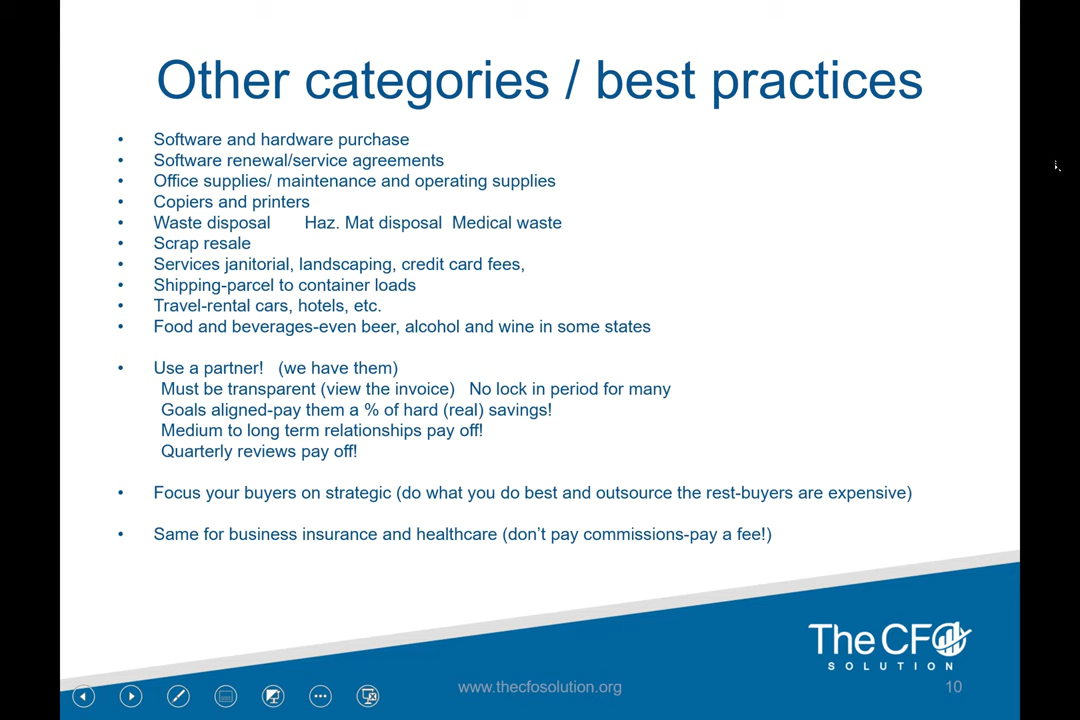 Other categories / best practices
• Software and hardware purchase
• Software renewal/service agreements
• Office supplies/ maintenance and operating supplies
• Copiers and printers
• Waste disposal Haz. Mat disposal Medical waste
• Scrap resale
• Services janitorial, landscaping, credit card fees,
• Shipping-parcel to container loads
• Travel-rental cars, hotels, etc.
• Food and beverages-even beer, alcohol and wine in some states
• Use a partner! (we have them)
Must be transparent (view the invoice) No lock in period for many
Goals aligned-pay them a % of hard (real) savings!
Medium to long term relationships pay off!
Quarterly reviews pay off!
• Focus your buyers on strategic (do what you do best and outsource the rest-buyers are expensive)
• Same for business insurance and healthcare (don’t pay commissions-pay a fee!)
The CFO
SOLUTION
www.thecfosolution.org
10